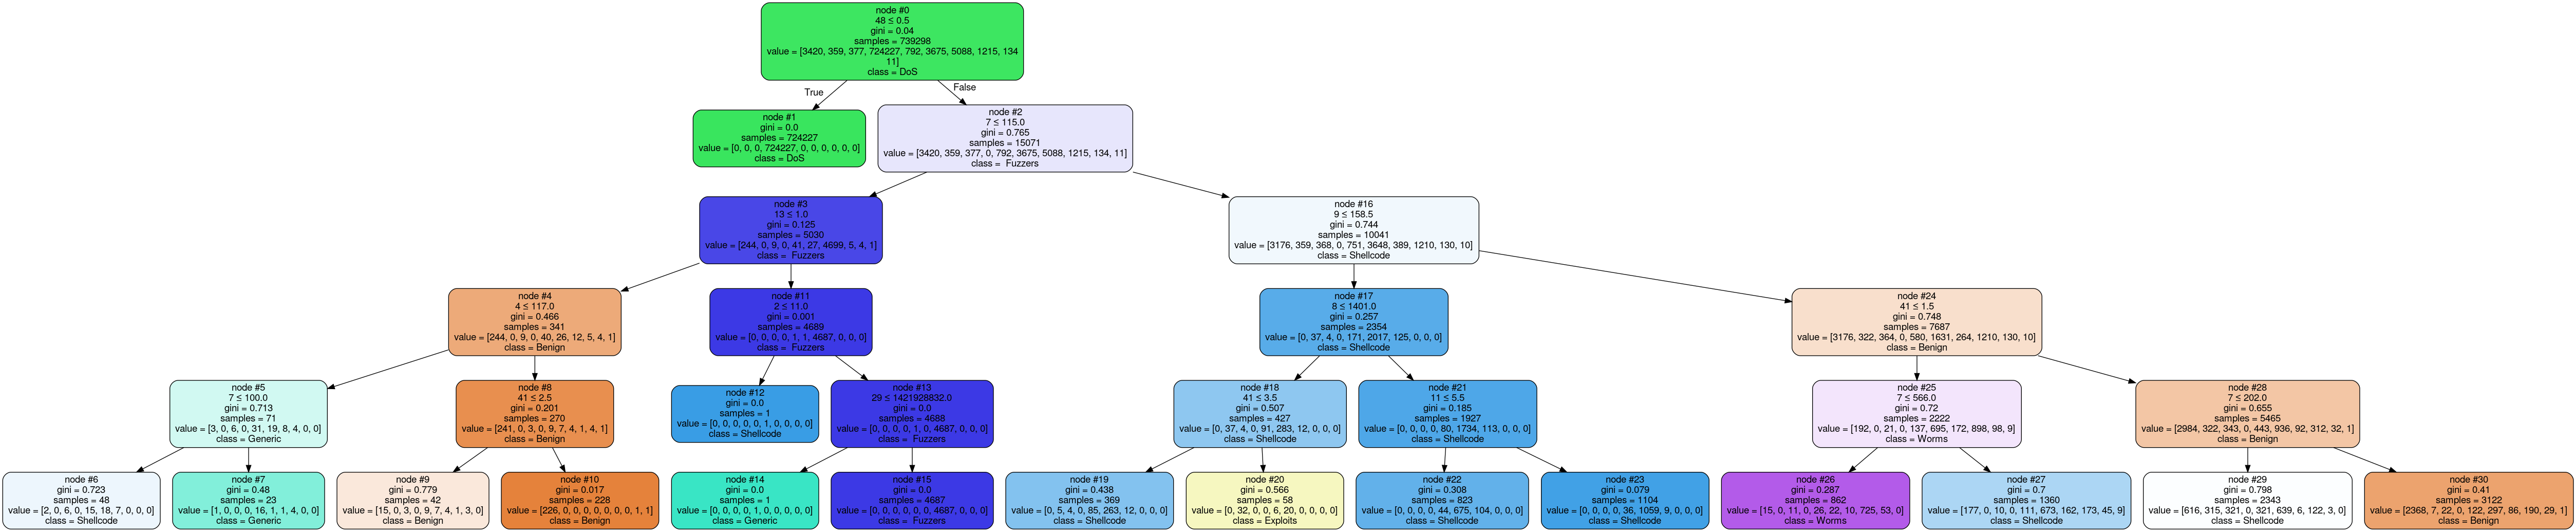 node #0
48 ≤ 0.5
gini = 0.04
samples = 739298
value = [3420, 359, 377, 724227, 792, 3675, 5088, 1215, 134
11]
class = DoS
True
False
node #1
gini = 0.0
samples = 724227
value = [0, 0, 0, 724227, 0, 0, 0, 0, 0, 0]
class = DoS
node #2
7 ≤ 115.0
gini = 0.765
samples = 15071
value = [3420, 359, 377, 0, 792, 3675, 5088, 1215, 134, 11]
class =  Fuzzers
node #3
13 ≤ 1.0
gini = 0.125
samples = 5030
value = [244, 0, 9, 0, 41, 27, 4699, 5, 4, 1]
class =  Fuzzers
node #16
9 ≤ 158.5
gini = 0.744
samples = 10041
value = [3176, 359, 368, 0, 751, 3648, 389, 1210, 130, 10]
class = Shellcode
node #4
4 ≤ 117.0
gini = 0.466
samples = 341
value = [244, 0, 9, 0, 40, 26, 12, 5, 4, 1]
class = Benign
node #11
2 ≤ 11.0
gini = 0.001
samples = 4689
value = [0, 0, 0, 0, 1, 1, 4687, 0, 0, 0]
class =  Fuzzers
node #17
8 ≤ 1401.0
gini = 0.257
samples = 2354
value = [0, 37, 4, 0, 171, 2017, 125, 0, 0, 0]
class = Shellcode
node #24
41 ≤ 1.5
gini = 0.748
samples = 7687
value = [3176, 322, 364, 0, 580, 1631, 264, 1210, 130, 10]
class = Benign
node #5
7 ≤ 100.0
gini = 0.713
samples = 71
value = [3, 0, 6, 0, 31, 19, 8, 4, 0, 0]
class = Generic
node #8
41 ≤ 2.5
gini = 0.201
samples = 270
value = [241, 0, 3, 0, 9, 7, 4, 1, 4, 1]
class = Benign
node #12
gini = 0.0
samples = 1
value = [0, 0, 0, 0, 0, 1, 0, 0, 0, 0]
class = Shellcode
node #13
29 ≤ 1421928832.0
gini = 0.0
samples = 4688
value = [0, 0, 0, 0, 1, 0, 4687, 0, 0, 0]
class =  Fuzzers
node #18
41 ≤ 3.5
gini = 0.507
samples = 427
value = [0, 37, 4, 0, 91, 283, 12, 0, 0, 0]
class = Shellcode
node #21
11 ≤ 5.5
gini = 0.185
samples = 1927
value = [0, 0, 0, 0, 80, 1734, 113, 0, 0, 0]
class = Shellcode
node #25
7 ≤ 566.0
gini = 0.72
samples = 2222
value = [192, 0, 21, 0, 137, 695, 172, 898, 98, 9]
class = Worms
node #28
7 ≤ 202.0
gini = 0.655
samples = 5465
value = [2984, 322, 343, 0, 443, 936, 92, 312, 32, 1]
class = Benign
node #6
gini = 0.723
samples = 48
value = [2, 0, 6, 0, 15, 18, 7, 0, 0, 0]
class = Shellcode
node #7
gini = 0.48
samples = 23
value = [1, 0, 0, 0, 16, 1, 1, 4, 0, 0]
class = Generic
node #9
gini = 0.779
samples = 42
value = [15, 0, 3, 0, 9, 7, 4, 1, 3, 0]
class = Benign
node #10
gini = 0.017
samples = 228
value = [226, 0, 0, 0, 0, 0, 0, 0, 1, 1]
class = Benign
node #14
gini = 0.0
samples = 1
value = [0, 0, 0, 0, 1, 0, 0, 0, 0, 0]
class = Generic
node #15
gini = 0.0
samples = 4687
value = [0, 0, 0, 0, 0, 0, 4687, 0, 0, 0]
class =  Fuzzers
node #19
gini = 0.438
samples = 369
value = [0, 5, 4, 0, 85, 263, 12, 0, 0, 0]
class = Shellcode
node #20
gini = 0.566
samples = 58
value = [0, 32, 0, 0, 6, 20, 0, 0, 0, 0]
class = Exploits
node #22
gini = 0.308
samples = 823
value = [0, 0, 0, 0, 44, 675, 104, 0, 0, 0]
class = Shellcode
node #23
gini = 0.079
samples = 1104
value = [0, 0, 0, 0, 36, 1059, 9, 0, 0, 0]
class = Shellcode
node #26
gini = 0.287
samples = 862
value = [15, 0, 11, 0, 26, 22, 10, 725, 53, 0]
class = Worms
node #27
gini = 0.7
samples = 1360
value = [177, 0, 10, 0, 111, 673, 162, 173, 45, 9]
class = Shellcode
node #29
gini = 0.798
samples = 2343
value = [616, 315, 321, 0, 321, 639, 6, 122, 3, 0]
class = Shellcode
node #30
gini = 0.41
samples = 3122
value = [2368, 7, 22, 0, 122, 297, 86, 190, 29, 1]
class = Benign